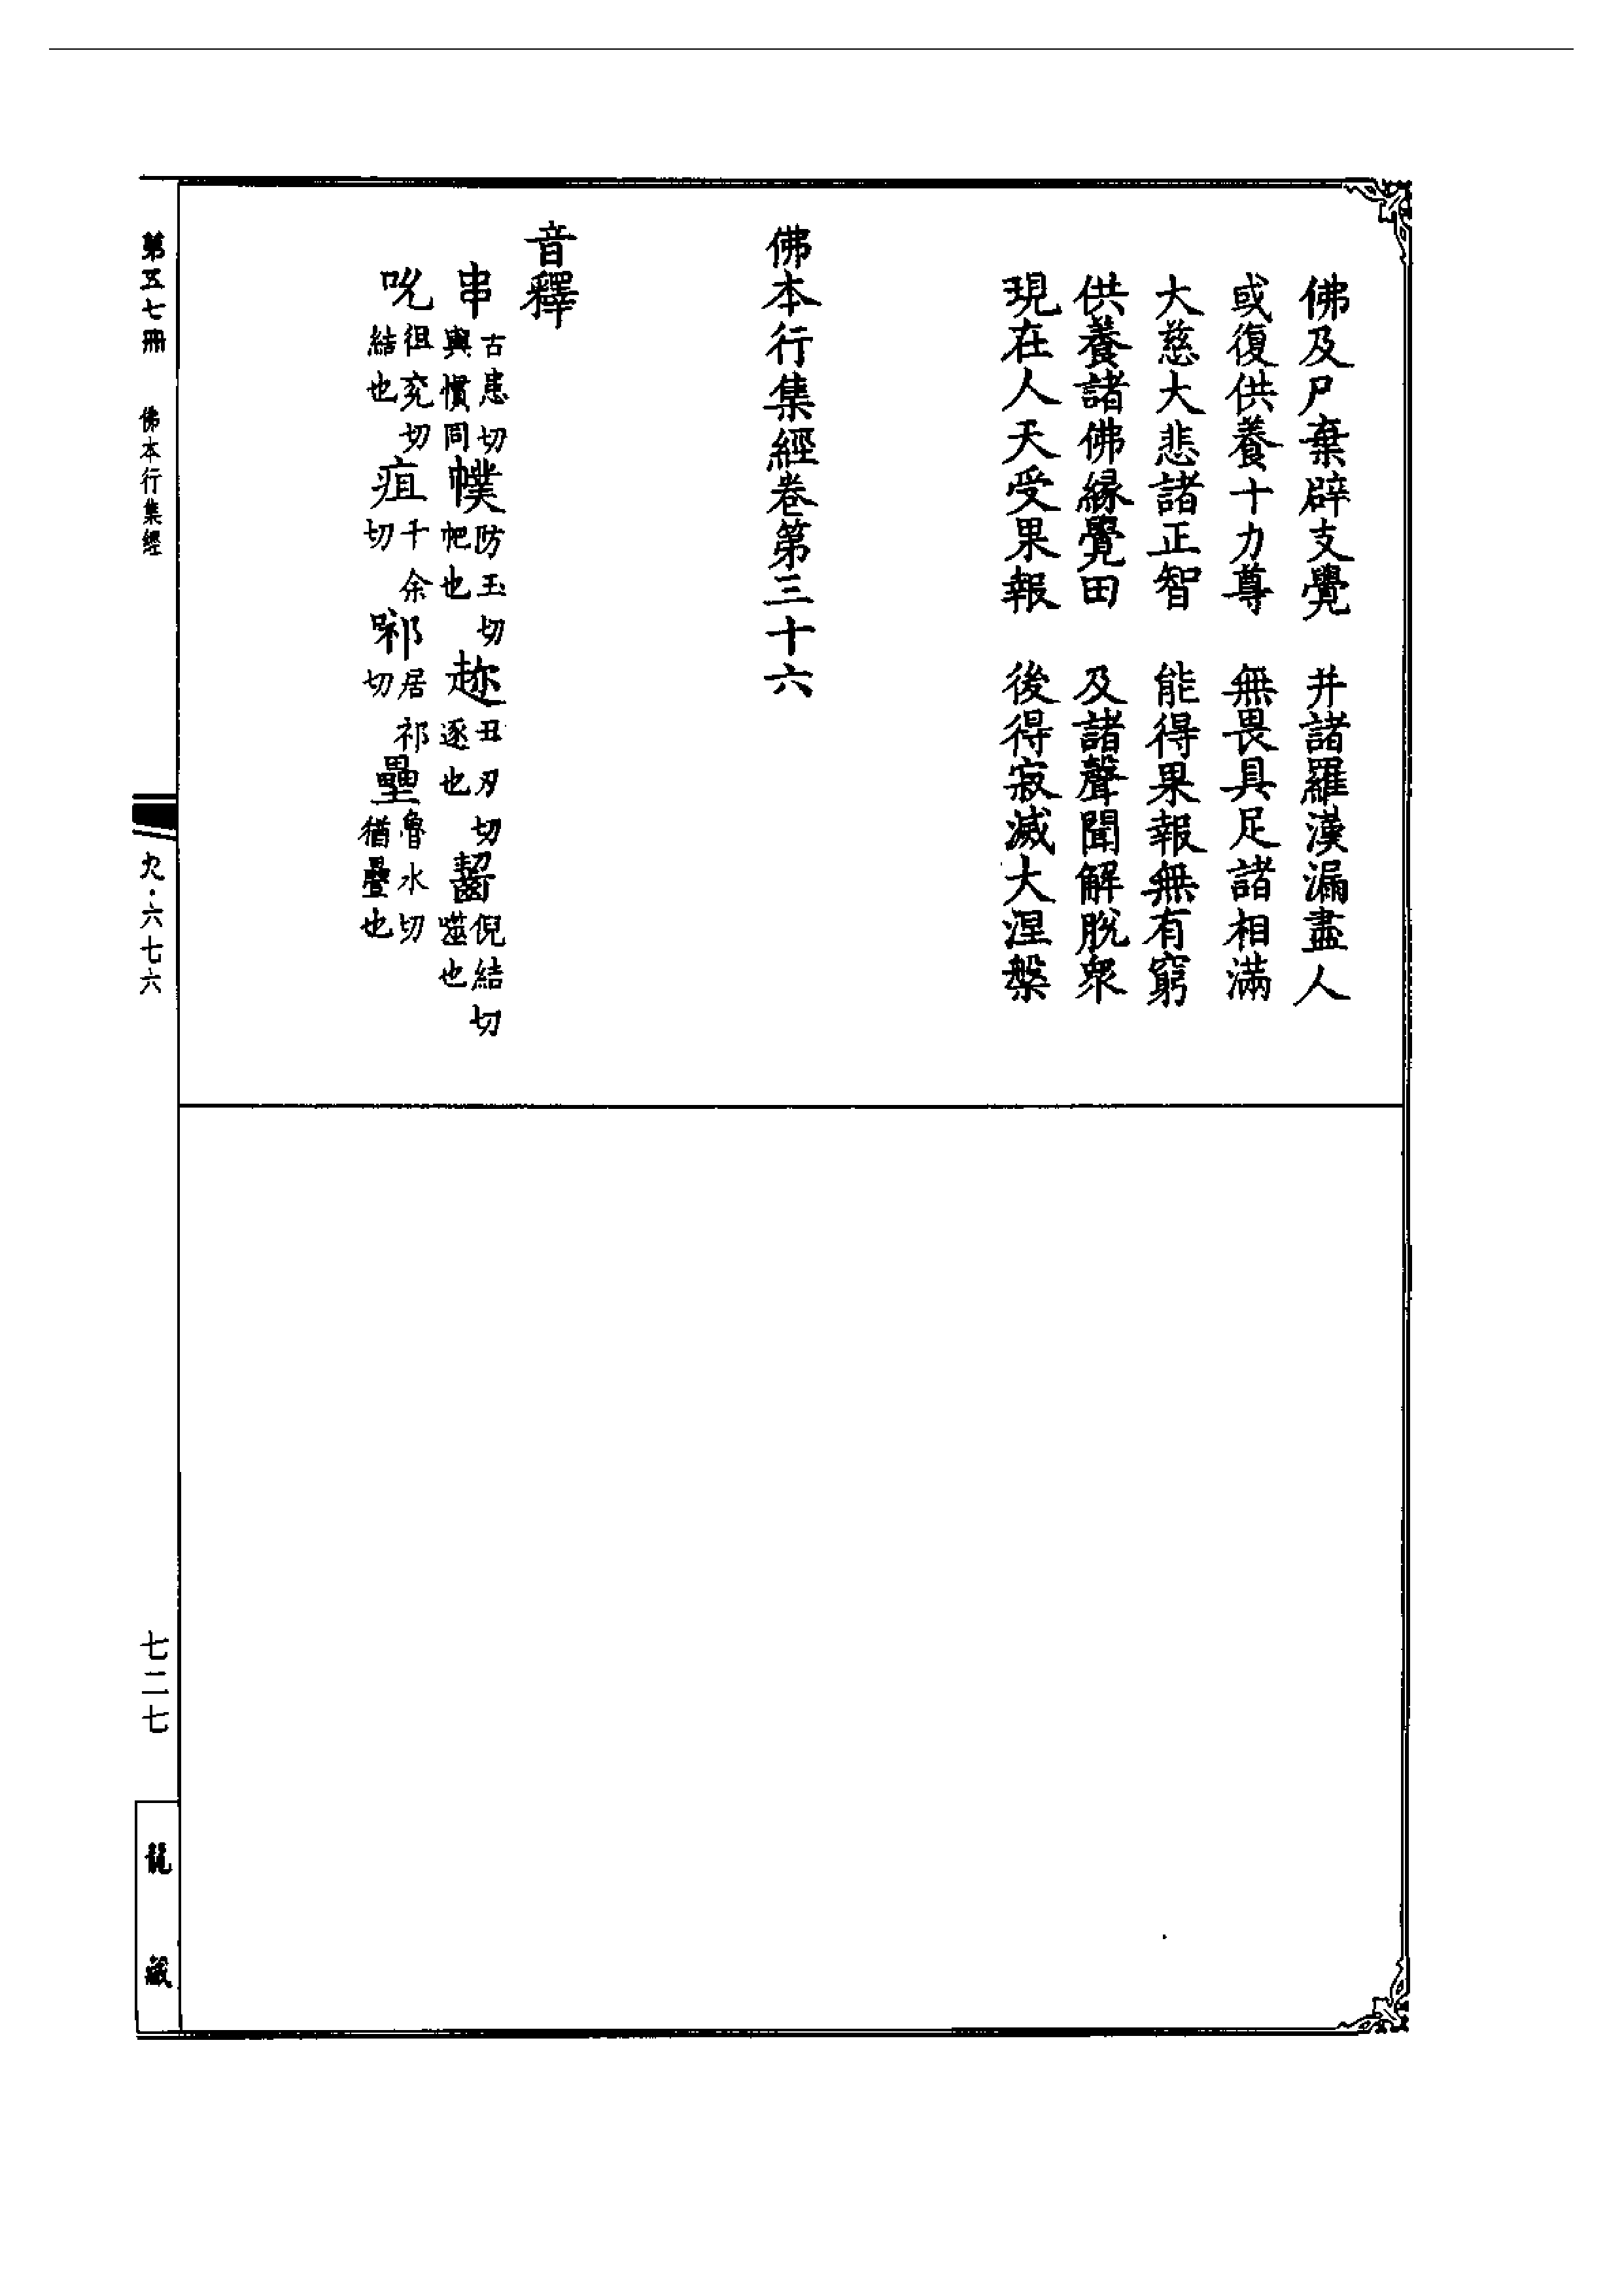 佛及尸棄辟支覺　并諸羅漢漏盡人
或復供養十力尊　無畏具足諸相滿
大慈大悲諸正智　能得果報無有窮
供養諸佛緣覺田　及諸聲聞解脫衆
現在人天受果報　後得寂滅大涅槃
佛本行集經卷第三十六
音釋
串古患切與慣同　幞防玉切帊也　趂丑刃切逐也　齧倪結切噬也
吮徂兖切也　疽千余切　𠵇居祁切　壘魯水切猶疊也
第五七冊　佛本行集經　六七六　七二七　龍藏